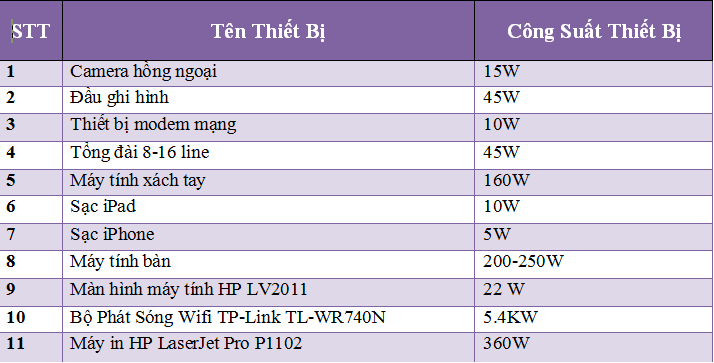 STT Tên Thiết Bị Công Suất Thiết Bị
1 Camera hồng ngoại 15W
2 Đầu ghi hình 45W
3 Thiết bị modem mạng 10W
4 Tổng đài 8-16 line 45W
5 Máy tính xách tay 160W
6 Sạc iPad 10W
7 Sạc iPhone 5W
8 Máy tính bàn 200-250W
9 Màn hình máy tính HP LV2011 22 W
10 Bộ Phát Sóng Wifi TP-Link TL-WR740N 5.4KW
11 Máy in HP LaserJet Pro P1102 360W